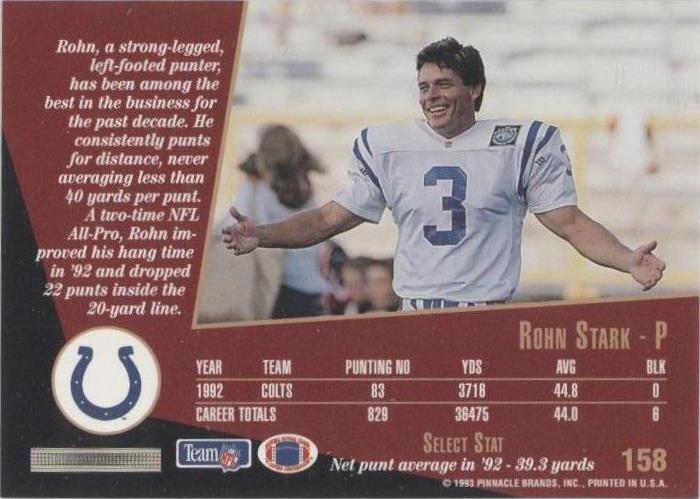 Rohn, a strong-legged,
left-footed punter,
has been among the
best in the business for
the past decade. He
consistently punts
for distance, never
averaging less than
40 yards per punt.
A two-time NFL
All-Pro, Rohn im-
proved his hang time
in '92 and dropped
22 punts inside the
20-yard line.
3
ROHN STARK - P
YEAR TEAM PUNTING NO YDS AVG BLK
1992 COLTS 83 3716 44.8 0
CAREER TOTALS 829 36475 44.0 6
SELECT STAT
Net punt average in '92 - 39.3 yards
158
Team NFL
© 1993 PINNACLE BRANDS, INC., PRINTED IN U.S.A.